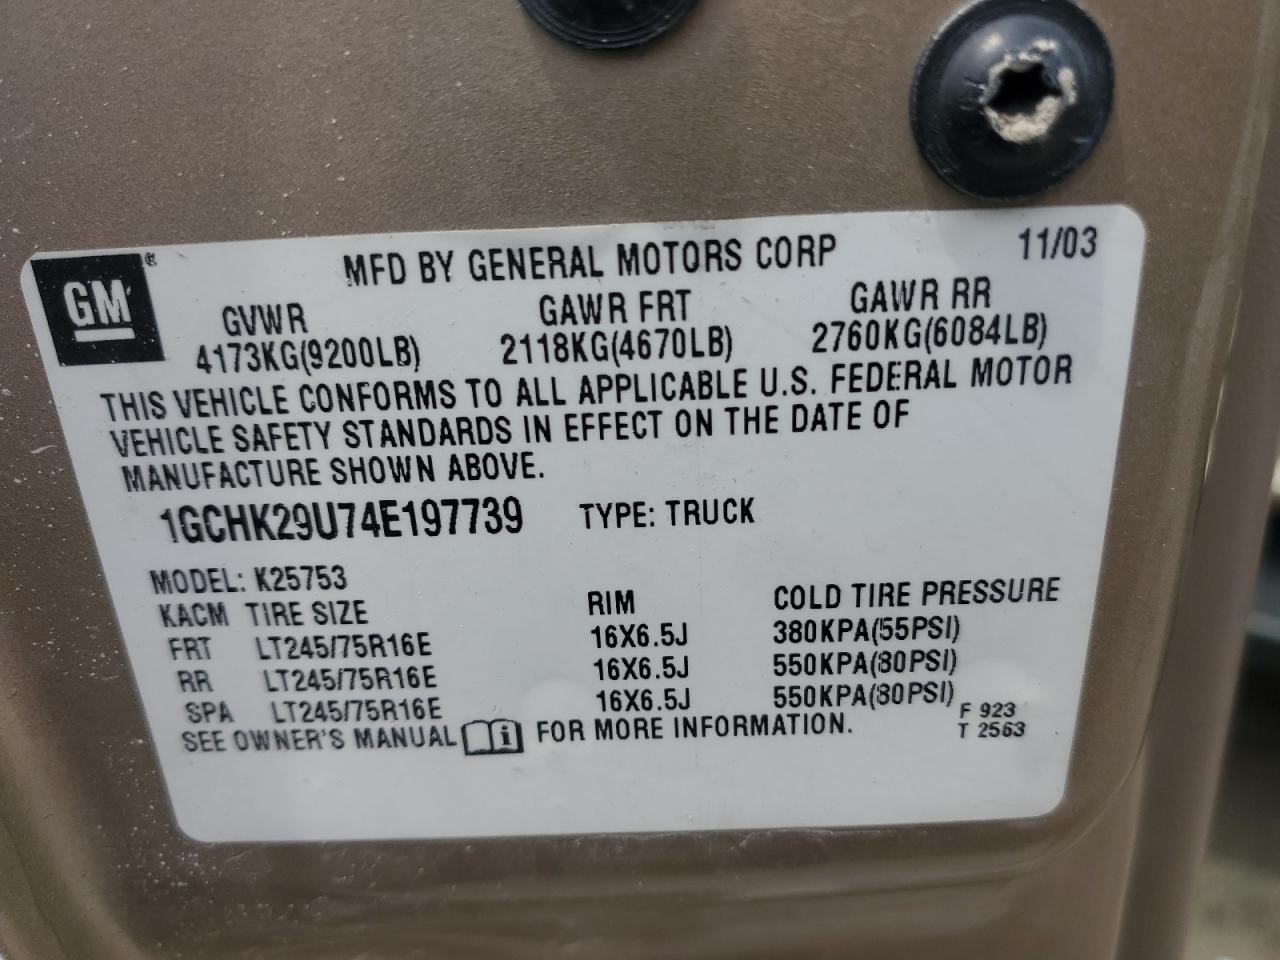 GM®
MFD BY GENERAL MOTORS CORP 11/03
GVWR GAWR FRT GAWR RR
4173KG(9200LB) 2118KG(4670LB) 2760KG(6084LB)
THIS VEHICLE CONFORMS TO ALL APPLICABLE U.S. FEDERAL MOTOR
VEHICLE SAFETY STANDARDS IN EFFECT ON THE DATE OF
MANUFACTURE SHOWN ABOVE.
1GCHK29U74E197739 TYPE: TRUCK
MODEL: K25753
KACM TIRE SIZE RIM COLD TIRE PRESSURE
FRT LT245/75R16E 16X6.5J 380KPA(55PSI)
RR LT245/75R16E 16X6.5J 550KPA(80PSI)
SPA LT245/75R16E 16X6.5J 550KPA(80PSI)
SEE OWNER'S MANUAL i FOR MORE INFORMATION.
F 923
T 2563